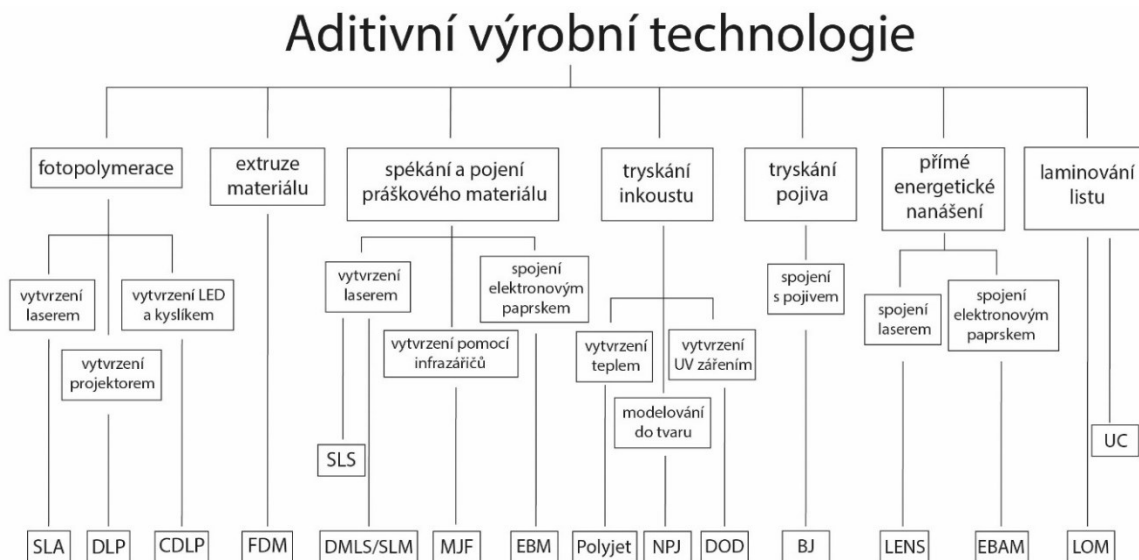 Aditivní výrobní technologie
fotopolymerace
extruze
materiálu
spékání a pojení
práškového materiálu
tryskání
inkoustu
tryskání
pojiva
přímé
energetické
nanášení
laminování
listu
vytvrzení
laserem
vytvrzení LED
a kyslíkem
vytvrzení
projektorem
vytvrzení
laserem
spojení
elektronovým
paprskem
vytvrzení pomocí
infrazářičů
vytvrzení
teplem
vytvrzení
UV zářením
modelování
do tvaru
spojení
s pojivem
spojení
laserem
spojení
elektronovým
paprskem
SLS
UC
SLA
DLP
CDLP
FDM
DMLS/SLM
MJF
EBM
Polyjet
NPJ
DOD
BJ
LENS
EBAM
LOM